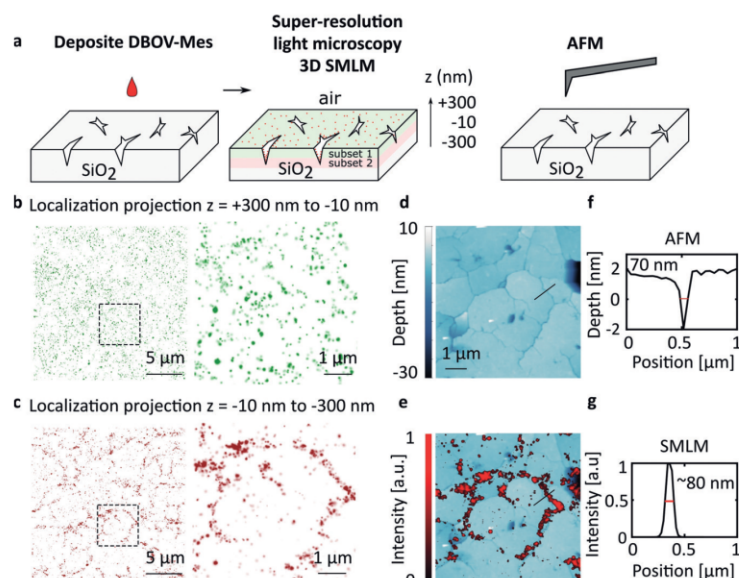 a
Deposite DBOV-Mes
Super-resolution
light microscopy
3D SMLM
AFM
air
z (nm)
+300
-10
-300
SiO2
subset 1
subset 2
SiO2
SiO2
b Localization projection z = +300 nm to -10 nm
5 μm
1 μm
c Localization projection z = -10 nm to -300 nm
5 μm
1 μm
d
10
Depth [nm]
-30
1 μm
e
1
Intensity [a.u.]
f
AFM
70 nm
Depth [nm]
2
0
-2
0
0.5
1
Position [μm]
g
SMLM
~80 nm
Intensity [a.u]
1
0.5
0
0
0.5
1
Position [μm]